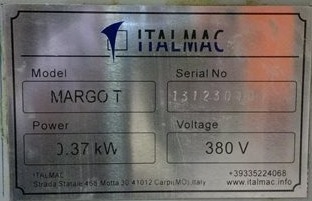 ITALMAC
Model Serial No
MARGO T
Power Voltage
0.37 kW 380 V
ITALMAC +39335224068
Strada Statale 468 Motta 30 41012 Carpi(MO),Italy www.italmac.info